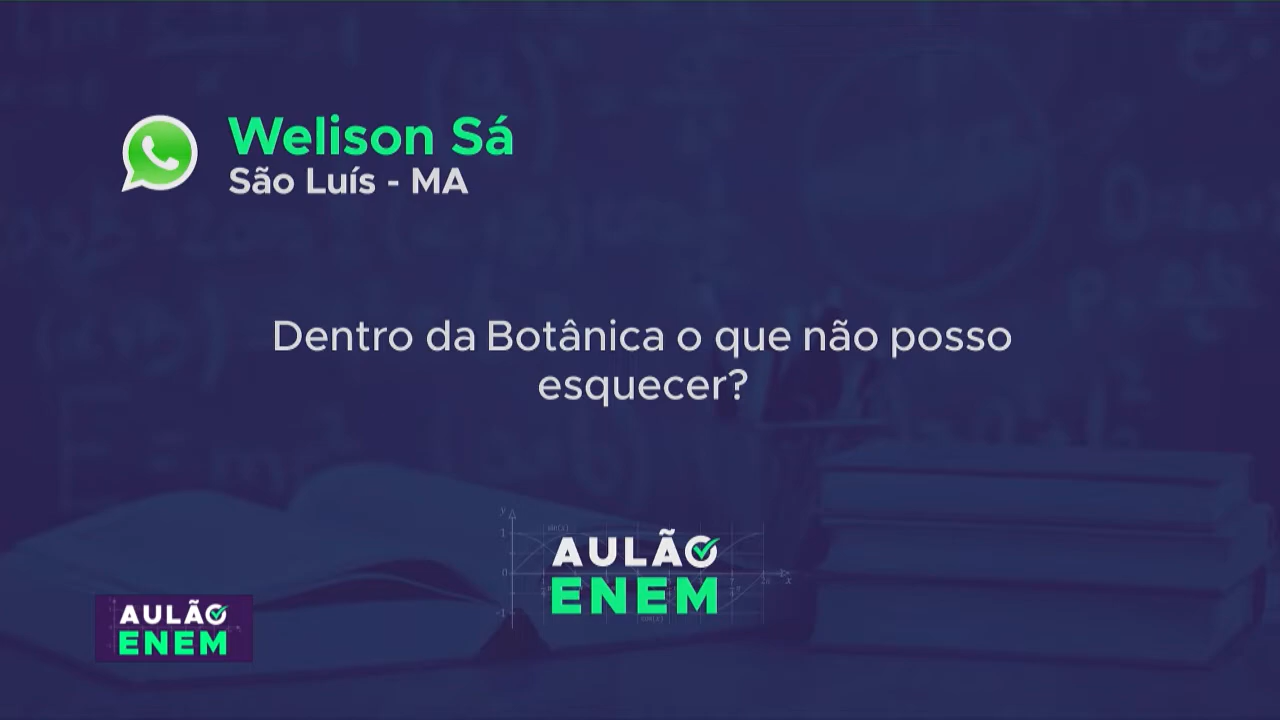 Welison Sá
São Luís - MA
Dentro da Botânica o que não posso
esquecer?
AULÃO
ENEM
AULÃO
ENEM